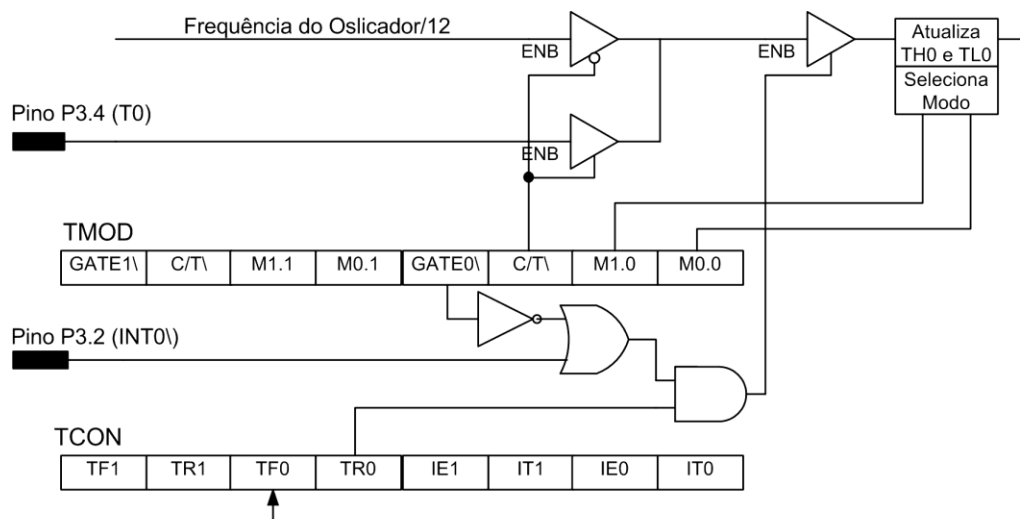 Frequência do Oslicador/12
ENB
ENB
Atualiza
TH0 e TL0
Seleciona
Modo
Pino P3.4 (T0)
ENB
TMOD
GATE1\ C/T\ M1.1 M0.1 GATE0\ C/T\ M1.0 M0.0
Pino P3.2 (INT0\)
TCON
TF1 TR1 TF0 TR0 IE1 IT1 IE0 IT0